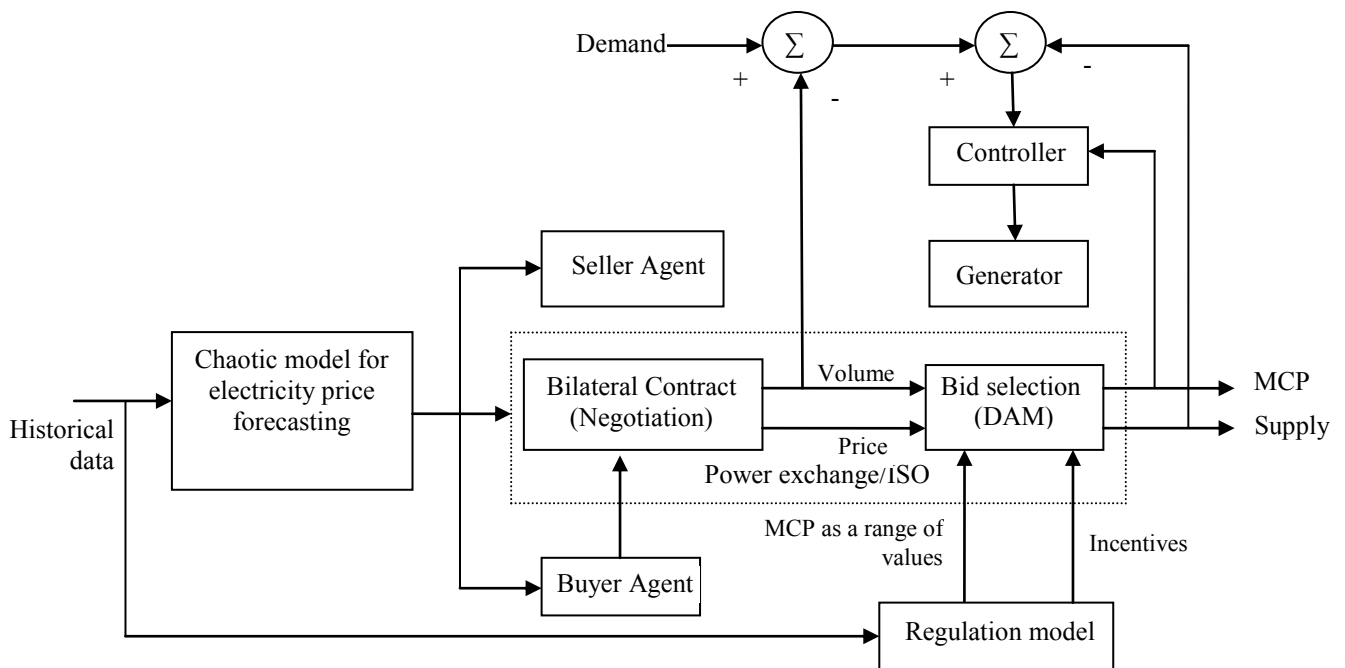 Demand
∑
∑
+
-
+
-
Controller
Seller Agent
Generator
Chaotic model for
electricity price
forecasting
Bilateral Contract
(Negotiation)
Volume
Bid selection
(DAM)
MCP
Historical
data
Price
Supply
Power exchange/ISO
MCP as a range of
values
Incentives
Buyer Agent
Regulation model